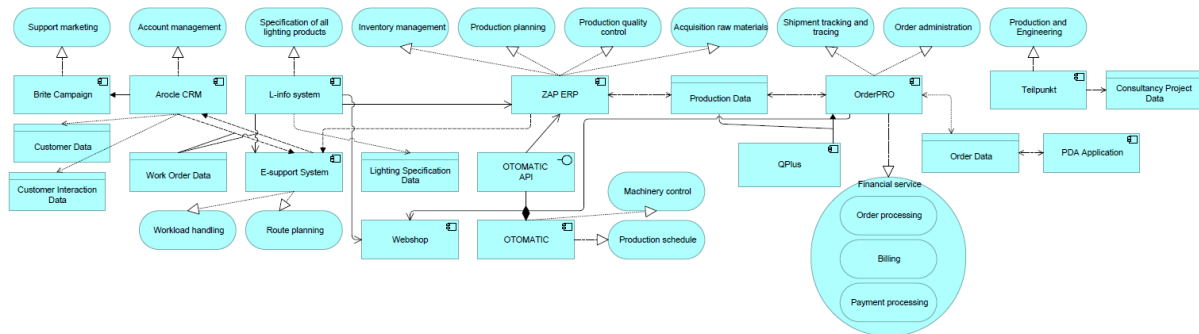 Support marketing
Account management
Specification of all
lighting products
Inventory management
Production planning
Production quality
control
Acquisition raw materials
Shipment tracking and
tracing
Order administration
Production and
Engineering
Brite Campaign
Arocle CRM
L-info system
ZAP ERP
Production Data
OrderPRO
Teilpunkt
Consultancy Project
Data
Customer Data
Customer Interaction
Data
Work Order Data
E-support System
Lighting Specification
Data
OTOMATIC
API
QPlus
Order Data
PDA Application
Machinery control
Financial service
Workload handling
Route planning
Webshop
OTOMATIC
Production schedule
Order processing
Billing
Payment processing